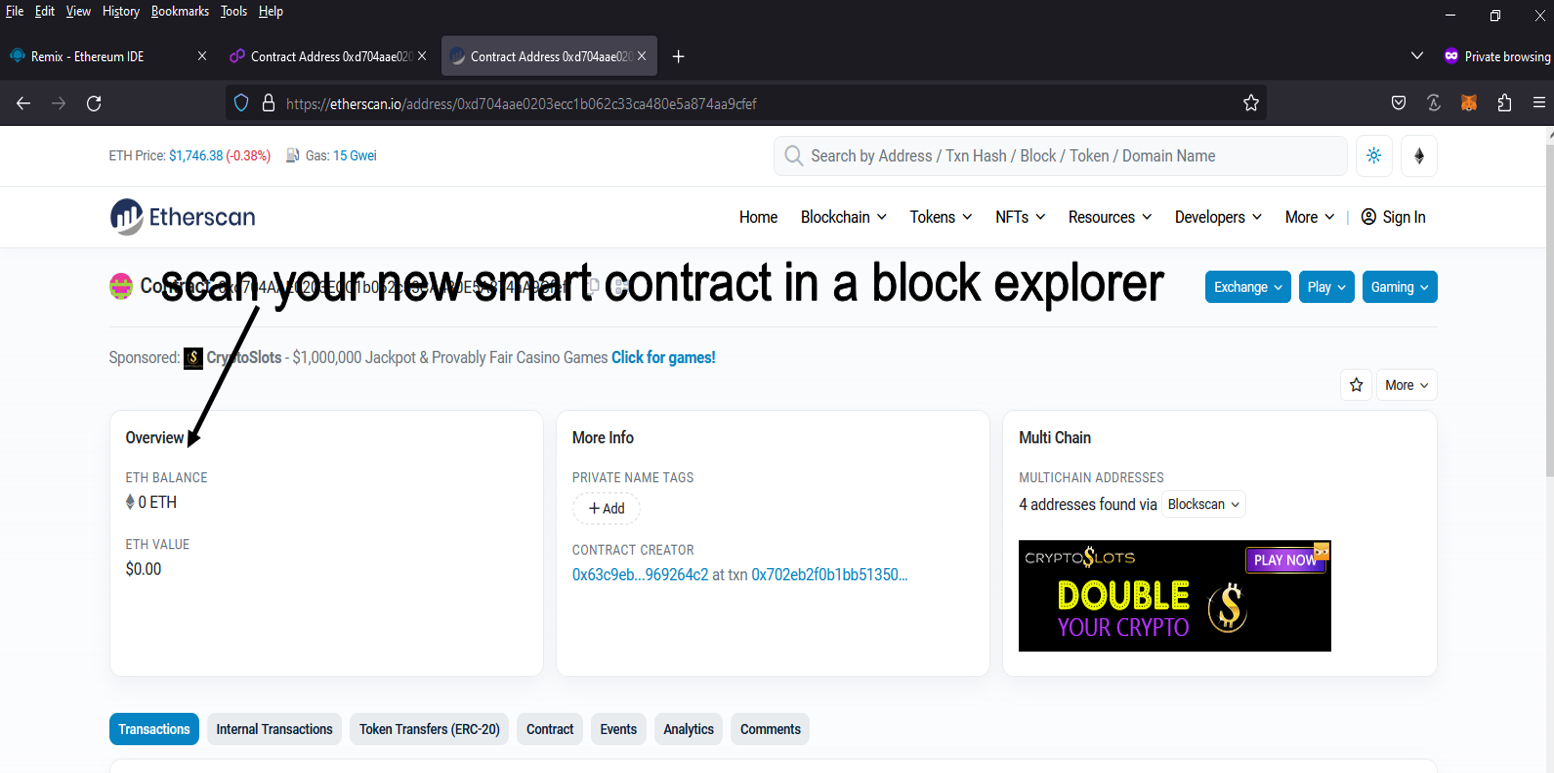 File Edit View History Bookmarks Tools Help
Remix - Ethereum IDE
Contract Address 0xd704aae020
Contract Address 0xd704aae020
Private browsing
https://etherscan.io/address/0xd704aae0203ecc1b062c33ca480e5a874aa9cfef
ETH Price: $1,746.38 (-0.38%) Gas: 15 Gwei
Search by Address / Txn Hash / Block / Token / Domain Name
Etherscan
Home Blockchain Tokens NFTs Resources Developers More | Sign In
Contract
scan your new smart contract in a block explorer
Exchange Play Gaming
Sponsored: CryptoSlots - $1,000,000 Jackpot & Provably Fair Casino Games Click for games!
More
Overview
ETH BALANCE
0 ETH
ETH VALUE
$0.00
More Info
PRIVATE NAME TAGS
+ Add
CONTRACT CREATOR
0x63c9eb...969264c2 at txn 0x702eb2f0b1bb51350...
Multi Chain
MULTICHAIN ADDRESSES
4 addresses found via Blockscan
CRYPTO$LOTS
PLAY NOW
DOUBLE
YOUR CRYPTO
Transactions Internal Transactions Token Transfers (ERC-20) Contract Events Analytics Comments